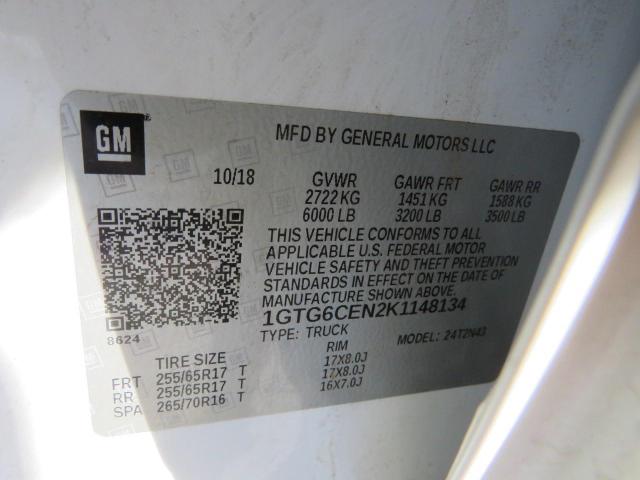 GM
MFD BY GENERAL MOTORS LLC
10/18 GVWR GAWR FRT GAWR RR
2722 KG 1451 KG 1588 KG
6000 LB 3200 LB 3500 LB
THIS VEHICLE CONFORMS TO ALL
APPLICABLE U.S. FEDERAL MOTOR
VEHICLE SAFETY AND THEFT PREVENTION
STANDARDS IN EFFECT ON THE DATE OF
MANUFACTURE SHOWN ABOVE.
1GTG6CEN2K1148134
8624
TYPE: TRUCK MODEL: 24T2N43
TIRE SIZE RIM
FRT 255/65R17 T 17X8.0J
RR 255/65R17 T 17X8.0J
SPA 265/70R16 T 16X7.0J